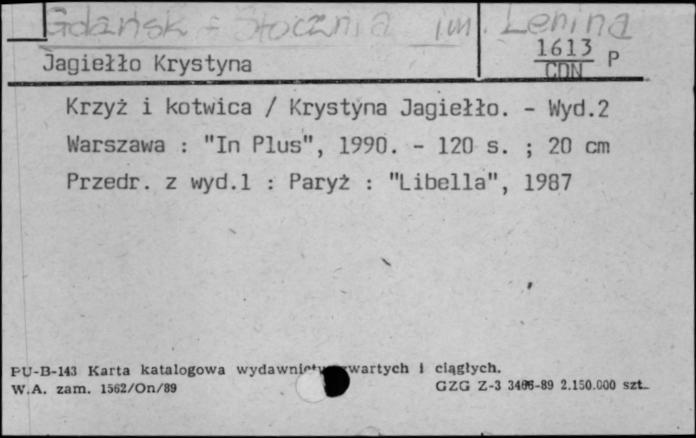 Gdańsk - Stocznia im. Lenina
Jagiełło Krystyna
1613 P
CDN
Krzyż i kotwica / Krystyna Jagiełło. - Wyd.2
Warszawa : "In Plus", 1990. - 120 s. ; 20 cm
Przedr. z wyd.1 : Paryż : "Libella", 1987
PU-B-143 Karta katalogowa wydawnictw zwartych i ciągłych.
W.A. zam. 1562/On/89
GZG Z-3 -89 2.150.000 szt.